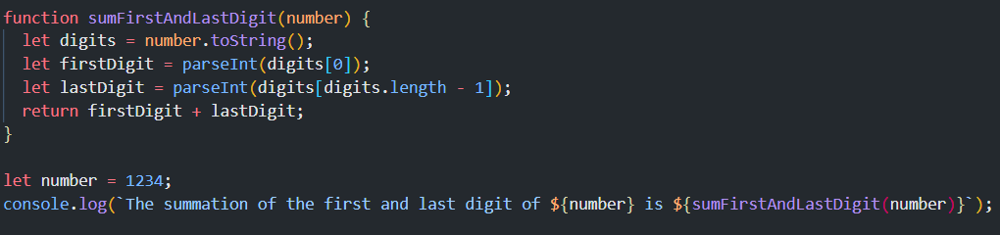 function sumFirstAndLastDigit(number) {
  let digits = number.toString();
  let firstDigit = parseInt(digits[0]);
  let lastDigit = parseInt(digits[digits.length - 1]);
  return firstDigit + lastDigit;
}

let number = 1234;
console.log(`The summation of the first and last digit of ${number} is ${sumFirstAndLastDigit(number)}`);